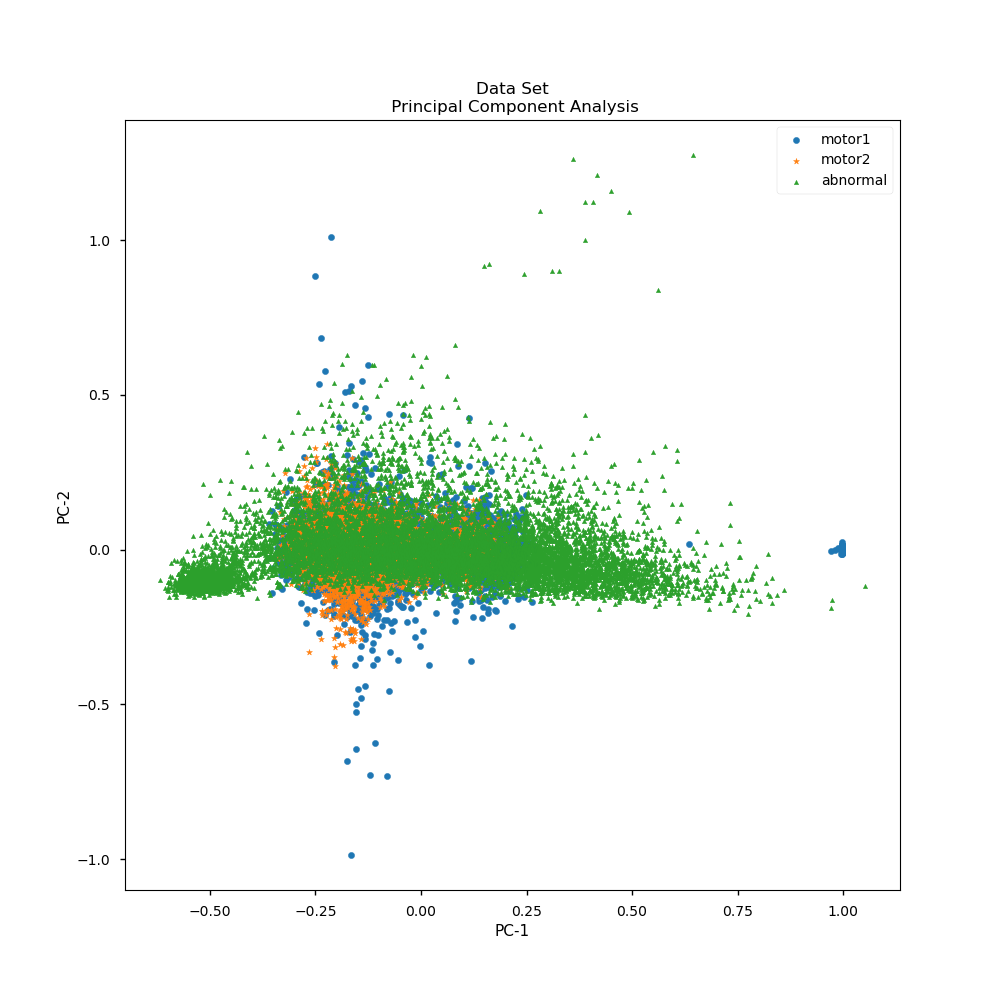 Data Set
Principal Component Analysis
motor1
motor2
abnormal
1.0
0.5
0.0
−0.5
−1.0
PC-2
−0.50
−0.25
0.00
0.25
0.50
0.75
1.00
PC-1